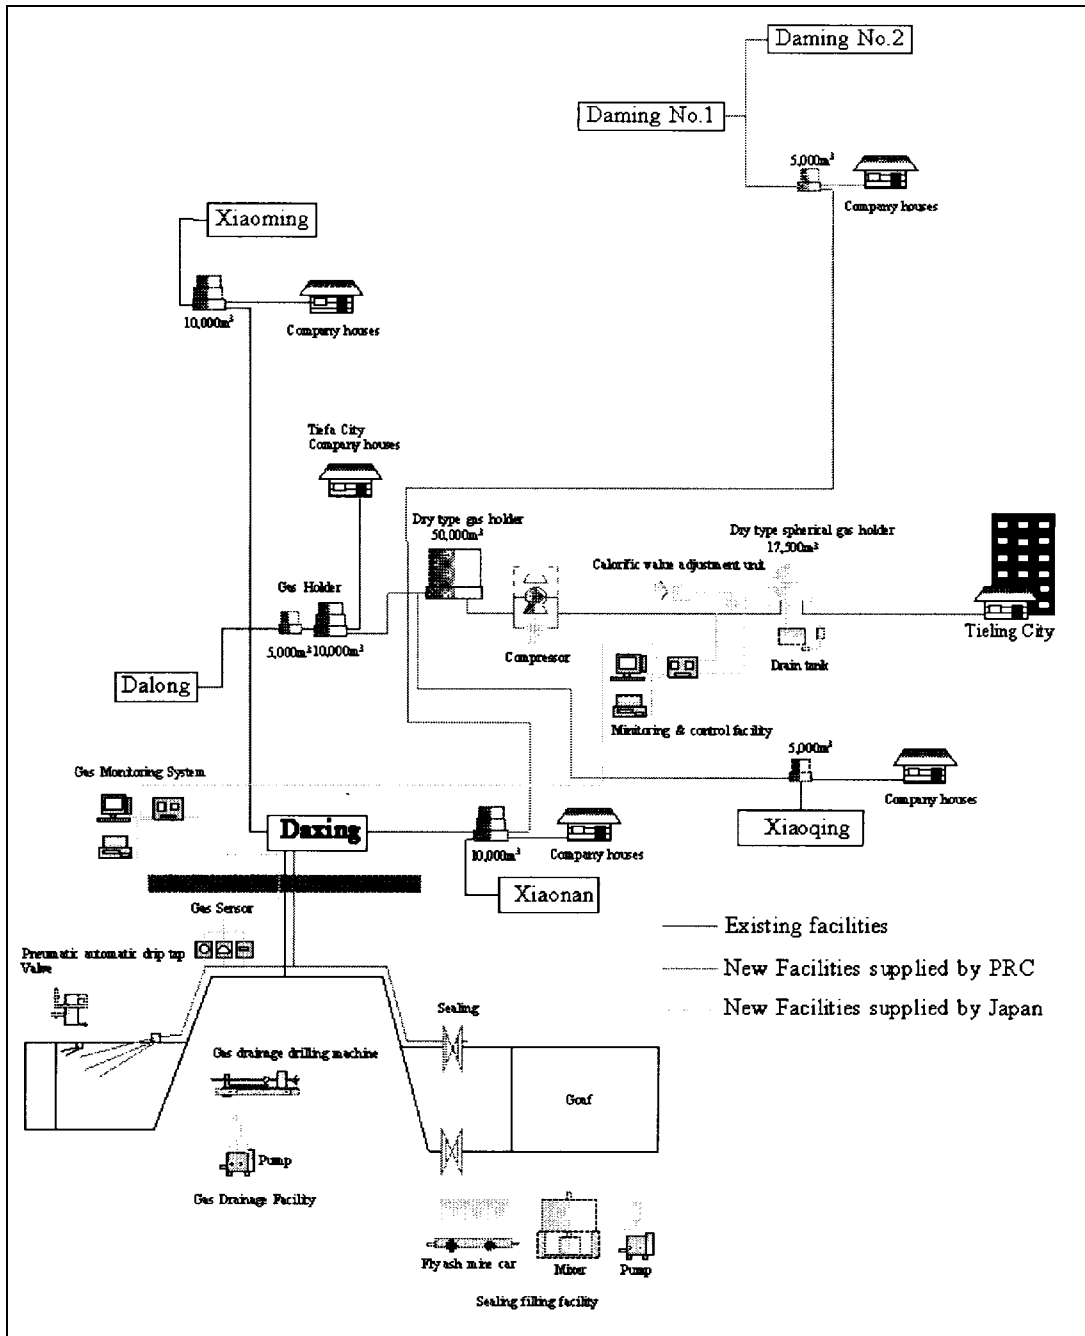 Daming No.2
Daming No.1
5,000m³
Company houses
Xiaoming
10,000m³
Company houses
Tiefa City
Company houses
Dry type gas holder
50,000m³
Dry type spherical gas holder
17,500m³
Calorific value adjustment unit
Gas Holder
5,000m³ 10,000m³
Compressor
Drain tank
Tieling City
Dalong
Minitoring & control facility
Gas Monitoring System
5,000m³
Company houses
Xiaoqing
Daxing
10,000m³
Company houses
Xiaonan
Gas Sensor
Existing facilities
Pneumatic automatic drip tap
Valve
New Facilities supplied by PRC
New Facilities supplied by Japan
Sealing
Gas drainage drilling machine
Goaf
Pump
Gas Drainage Facility
Fly ash mire car
Mixer
Pump
Sealing filling facility